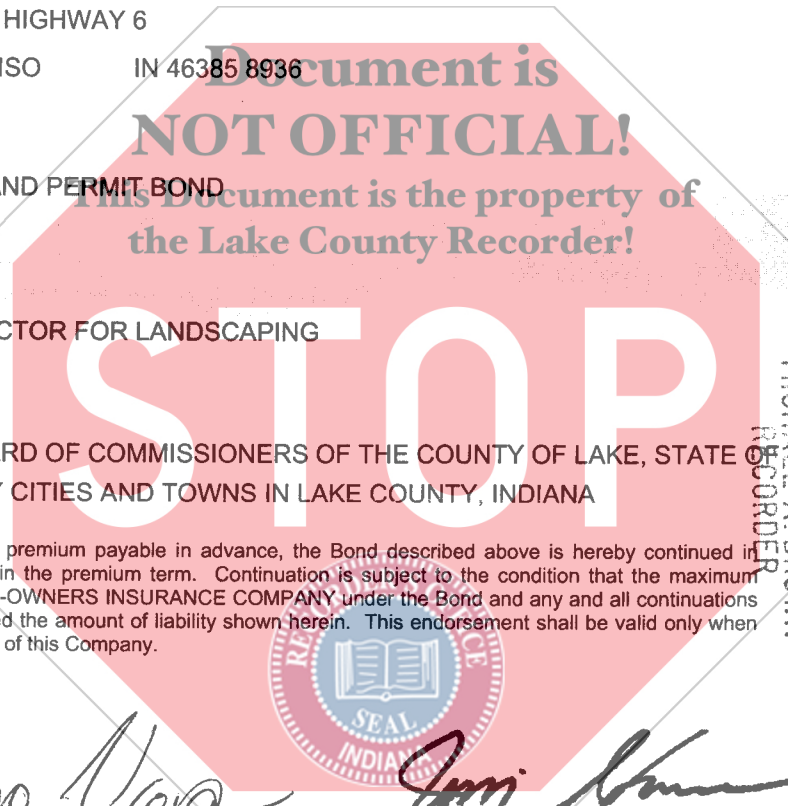 HIGHWAY 6
ISO IN 46385 8936
Document is
NOT OFFICIAL!
AND PERMIT BOND
This Document is the property of
the Lake County Recorder!
CTOR FOR LANDSCAPING
STOP
RD OF COMMISSIONERS OF THE COUNTY OF LAKE, STATE OF
CITIES AND TOWNS IN LAKE COUNTY, INDIANA
RECORDER
premium payable in advance, the Bond described above is hereby continued in
in the premium term. Continuation is subject to the condition that the maximum
-OWNERS INSURANCE COMPANY under the Bond and any and all continuations
d the amount of liability shown herein. This endorsement shall be valid only when
of this Company.
RECORDER'S OFFICE
SEAL
INDIANA